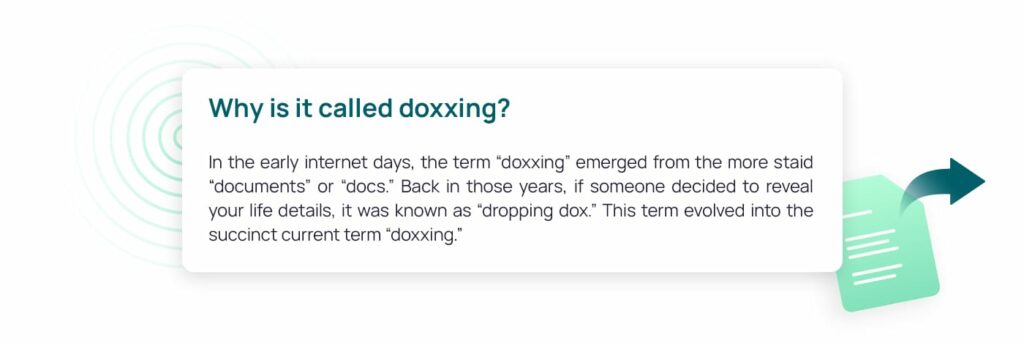 Why is it called doxxing?
In the early internet days, the term “doxxing” emerged from the more staid
“documents” or “docs.” Back in those years, if someone decided to reveal
your life details, it was known as “dropping dox.” This term evolved into the
succinct current term “doxxing.”